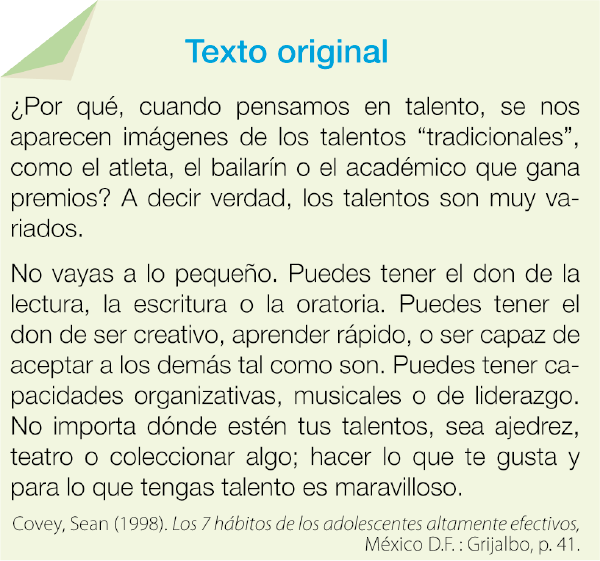 Texto original
¿Por qué, cuando pensamos en talento, se nos
aparecen imágenes de los talentos “tradicionales”,
como el atleta, el bailarín o el académico que gana
premios? A decir verdad, los talentos son muy va-
riados.
No vayas a lo pequeño. Puedes tener el don de la
lectura, la escritura o la oratoria. Puedes tener el
don de ser creativo, aprender rápido, o ser capaz de
aceptar a los demás tal como son. Puedes tener ca-
pacidades organizativas, musicales o de liderazgo.
No importa dónde estén tus talentos, sea ajedrez,
teatro o coleccionar algo; hacer lo que te gusta y
para lo que tengas talento es maravilloso.
Covey, Sean (1998). Los 7 hábitos de los adolescentes altamente efectivos,
México D.F. : Grijalbo, p. 41.